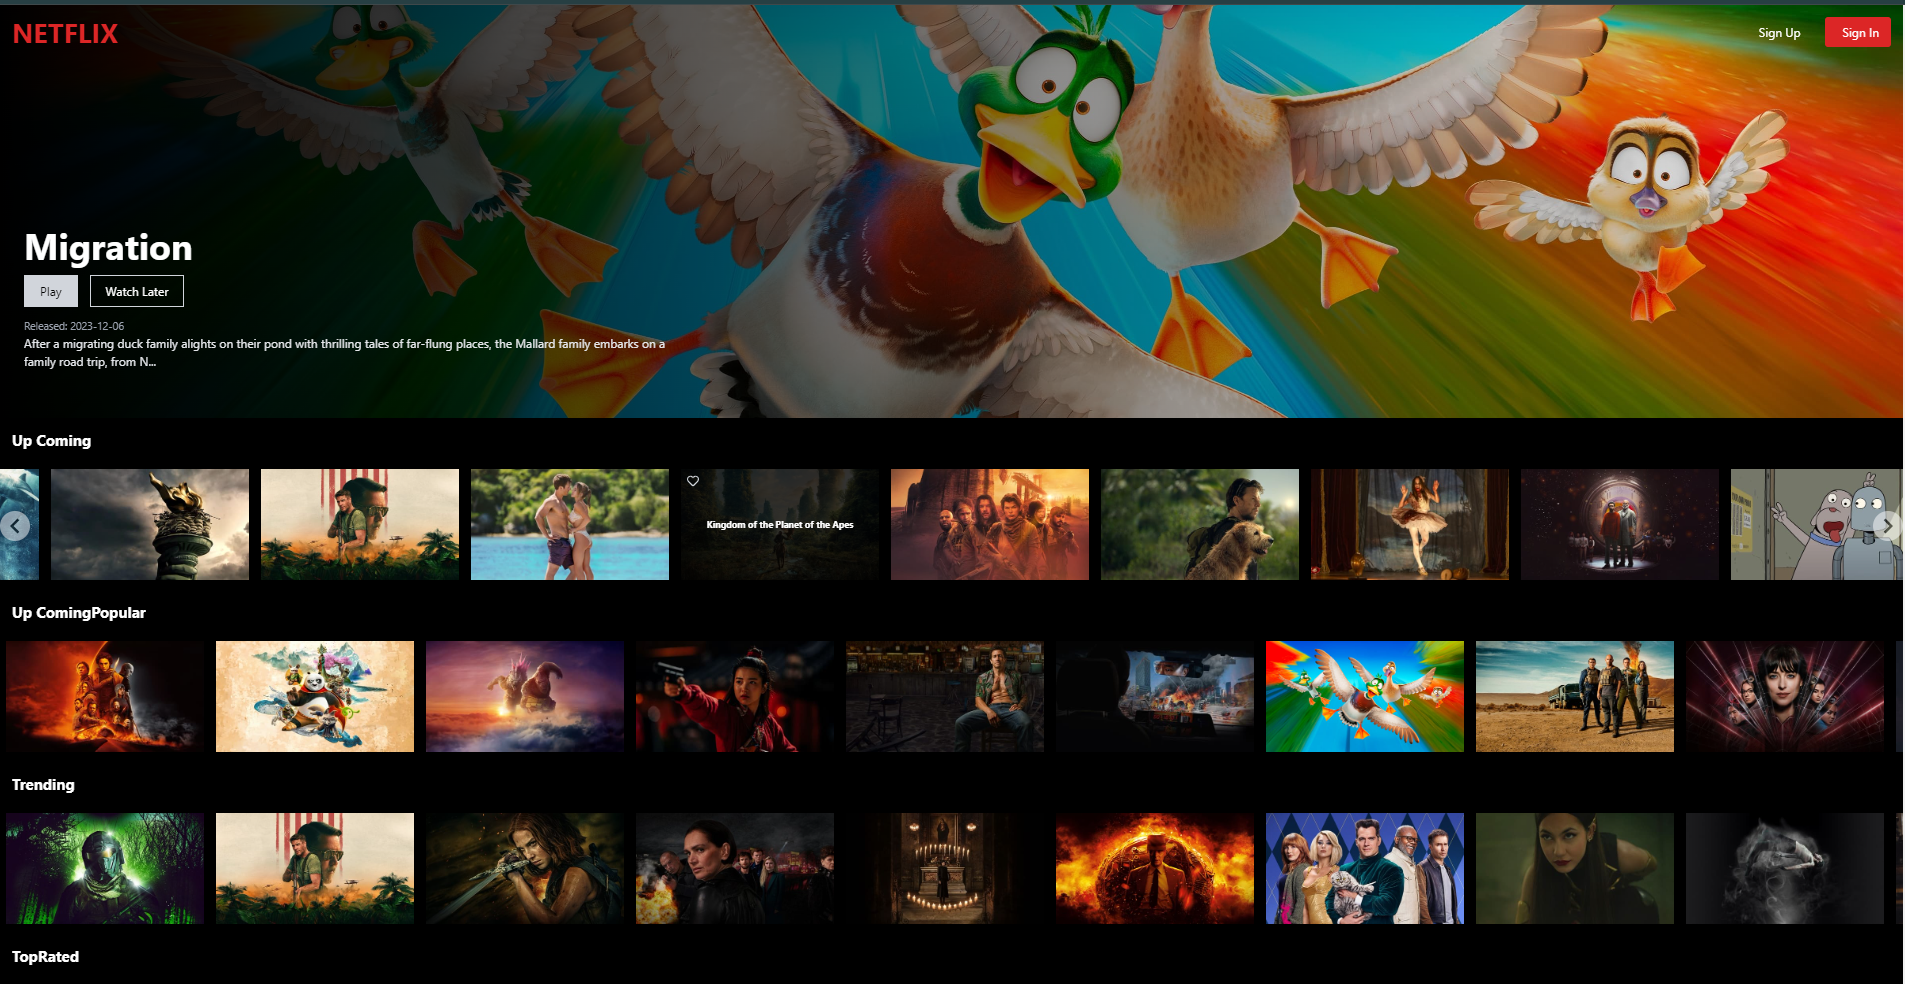 NETFLIX
Sign Up
Sign In
Migration
Play
Watch Later
Released: 2023-12-06
After a migrating duck family alights on their pond with thrilling tales of far-flung places, the Mallard family embarks on a
family road trip, from N...
Up Coming
Kingdom of the Planet of the Apes
Up ComingPopular
Trending
TopRated